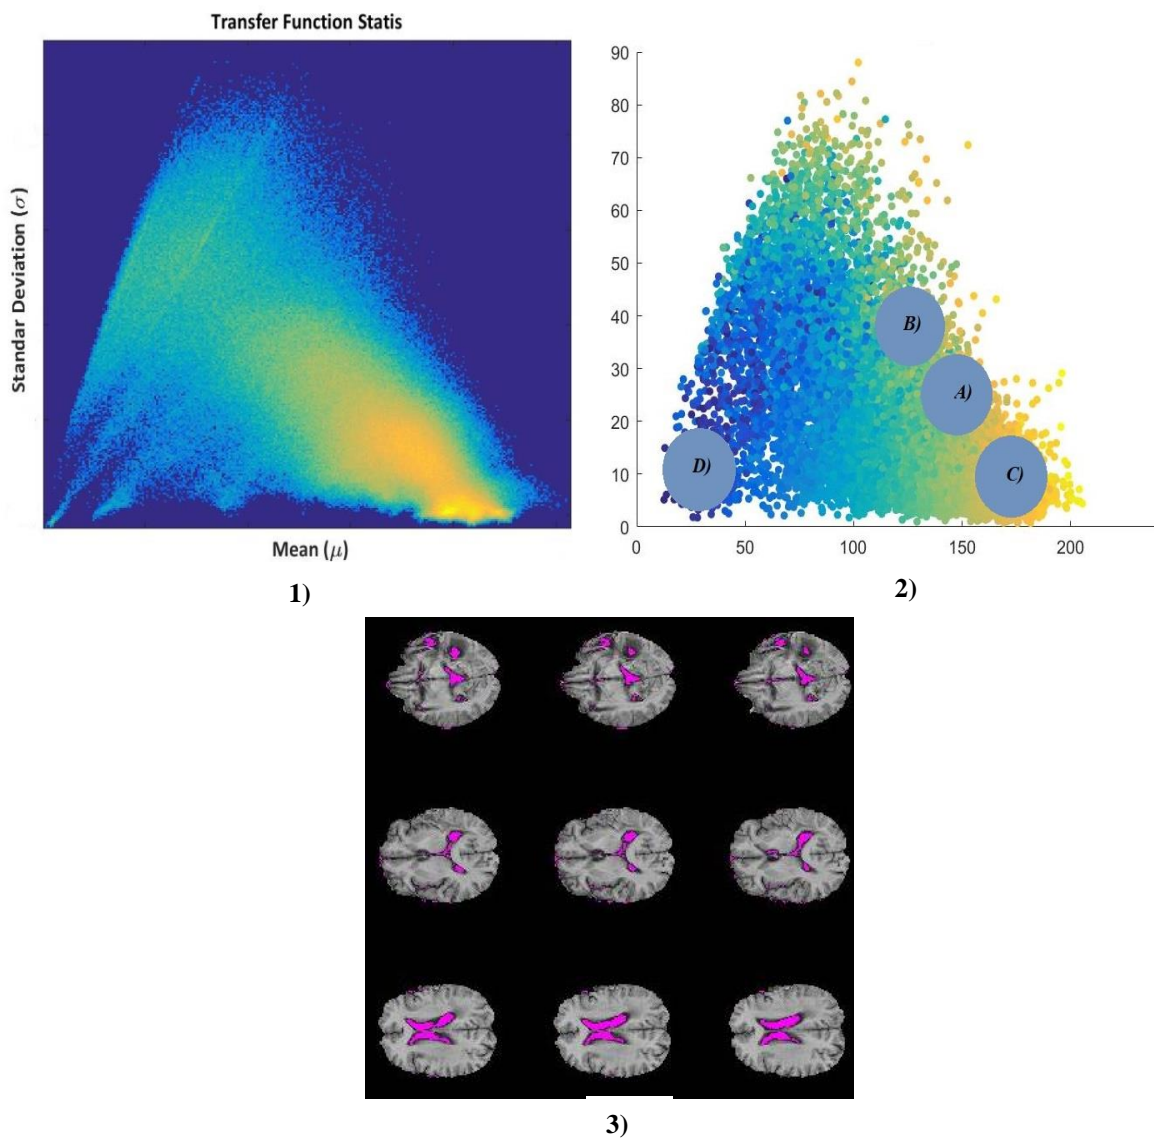 Transfer Function Statis
Standar Deviation (σ)
Mean (μ)
1)
90
80
70
60
50
40
30
20
10
0
0 50 100 150 200
B)
A)
D)
C)
2)
3)